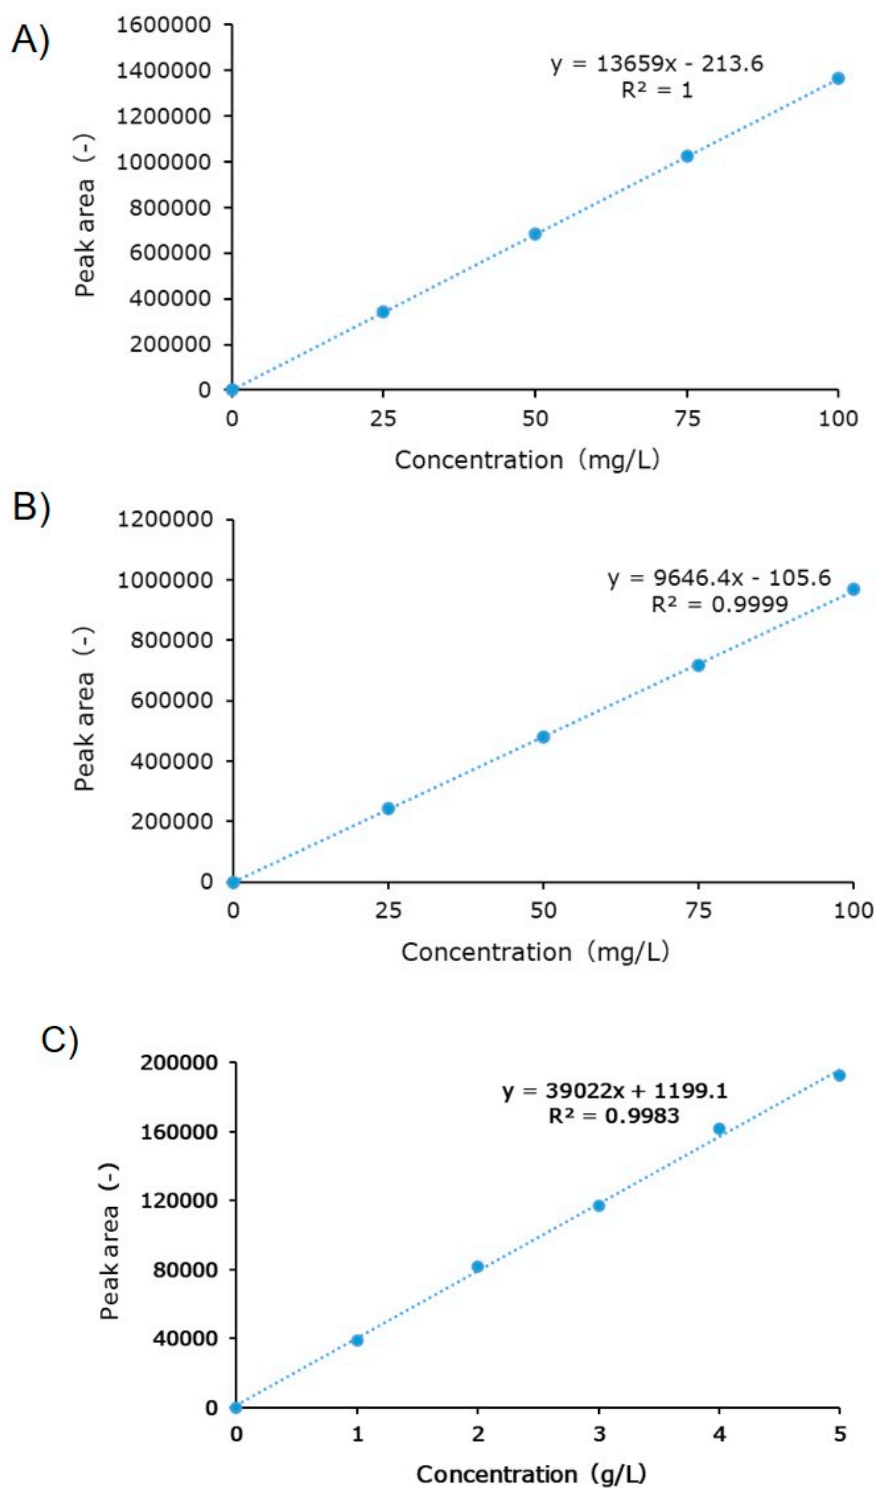 A)
1600000
1400000
1200000
1000000
800000
600000
400000
200000
0
Peak area (-)
y = 13659x - 213.6
R² = 1
0 25 50 75 100
Concentration (mg/L)
B)
1200000
1000000
800000
600000
400000
200000
0
Peak area (-)
y = 9646.4x - 105.6
R² = 0.9999
0 25 50 75 100
Concentration (mg/L)
C)
200000
160000
120000
80000
40000
0
Peak area (-)
y = 39022x + 1199.1
R² = 0.9983
0 1 2 3 4 5
Concentration (g/L)